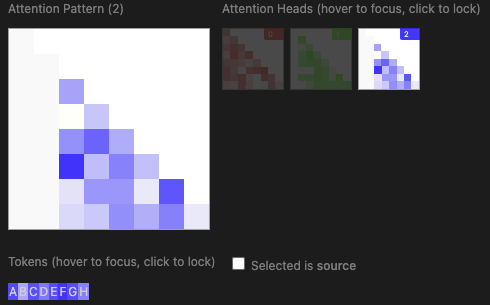 Attention Pattern (2)
Attention Heads (hover to focus, click to lock)
0
1
2
Tokens (hover to focus, click to lock)
Selected is source
ABCDEFGH